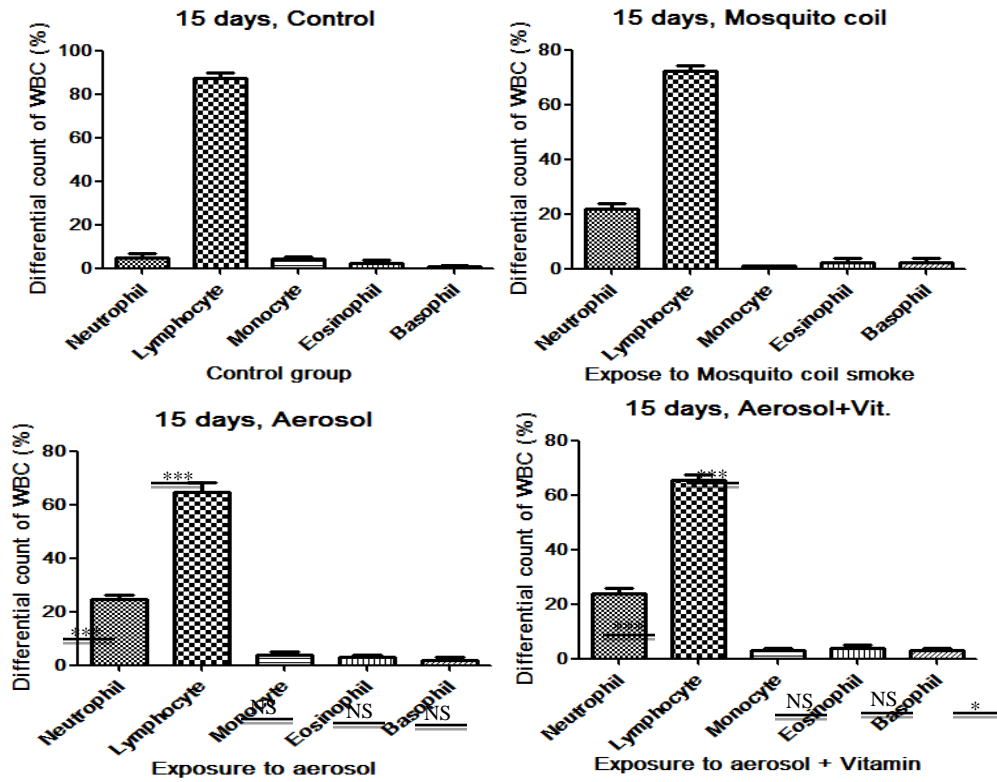 15 days, Control
Differential count of WBC (%)
100
80
60
40
20
0
Neutrophil
Lymphocyte
Monocyte
Eosinophil
Basophil
Control group
15 days, Mosquito coil
Differential count of WBC (%)
80
60
40
20
0
Neutrophil
Lymphocyte
Monocyte
Eosinophil
Basophil
Expose to Mosquito coil smoke
15 days, Aerosol
Differential count of WBC (%)
80
60
40
20
0
***
***
Neutrophil
Lymphocyte
Monocyte
Eosinophil
Basophil
NS
NS
NS
Exposure to aerosol
15 days, Aerosol+Vit.
Differential count of WBC (%)
80
60
40
20
0
***
***
Neutrophil
Lymphocyte
Monocyte
Eosinophil
Basophil
NS
NS
*
Exposure to aerosol + Vitamin